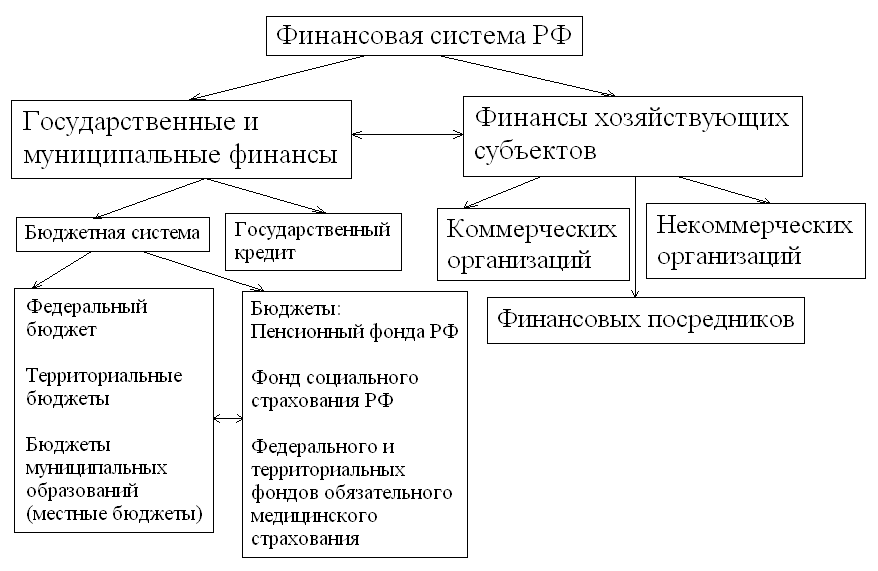 Финансовая система РФ
Государственные и
муниципальные финансы
Финансы хозяйствующих
субъектов
Бюджетная система
Государственный
кредит
Коммерческих
организаций
Некоммерческих
организаций
Финансовых посредников
Федеральный
бюджет
Территориальные
бюджеты
Бюджеты
муниципальных
образований
(местные бюджеты)
Бюджеты:
Пенсионный фонда РФ
Фонд социального
страхования РФ
Федерального и
территориальных
фондов обязательного
медицинского
страхования